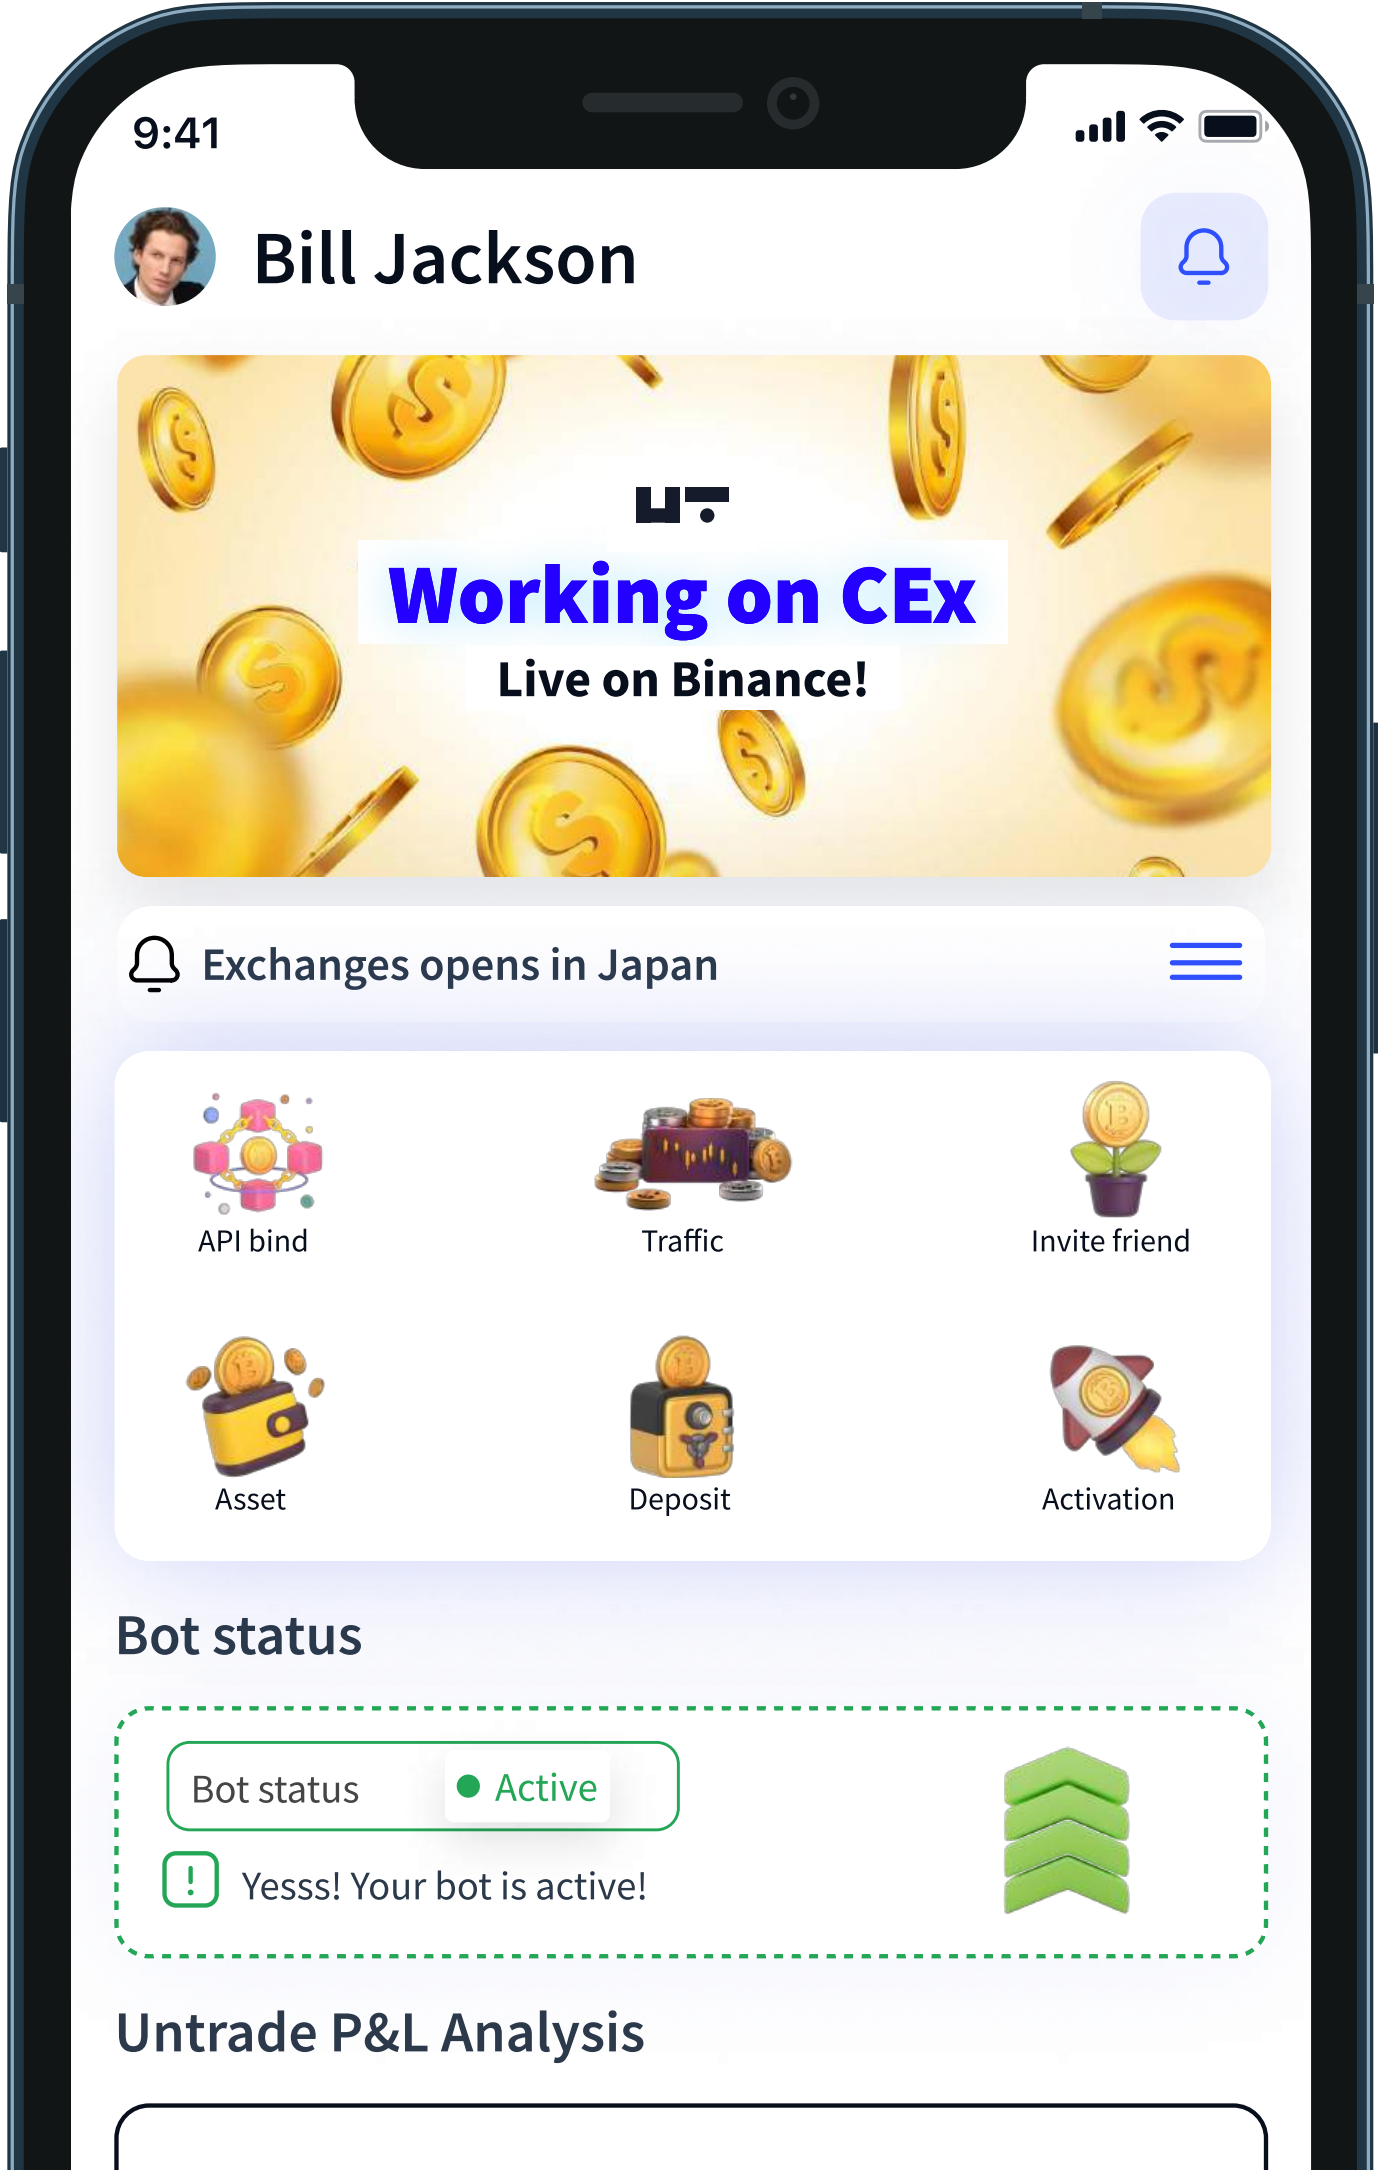 9:41
Bill Jackson
Working on CEx
Live on Binance!
Exchanges opens in Japan
API bind
Traffic
Invite friend
Asset
Deposit
Activation
Bot status
Bot status
Active
Yesss! Your bot is active!
Untrade P&L Analysis